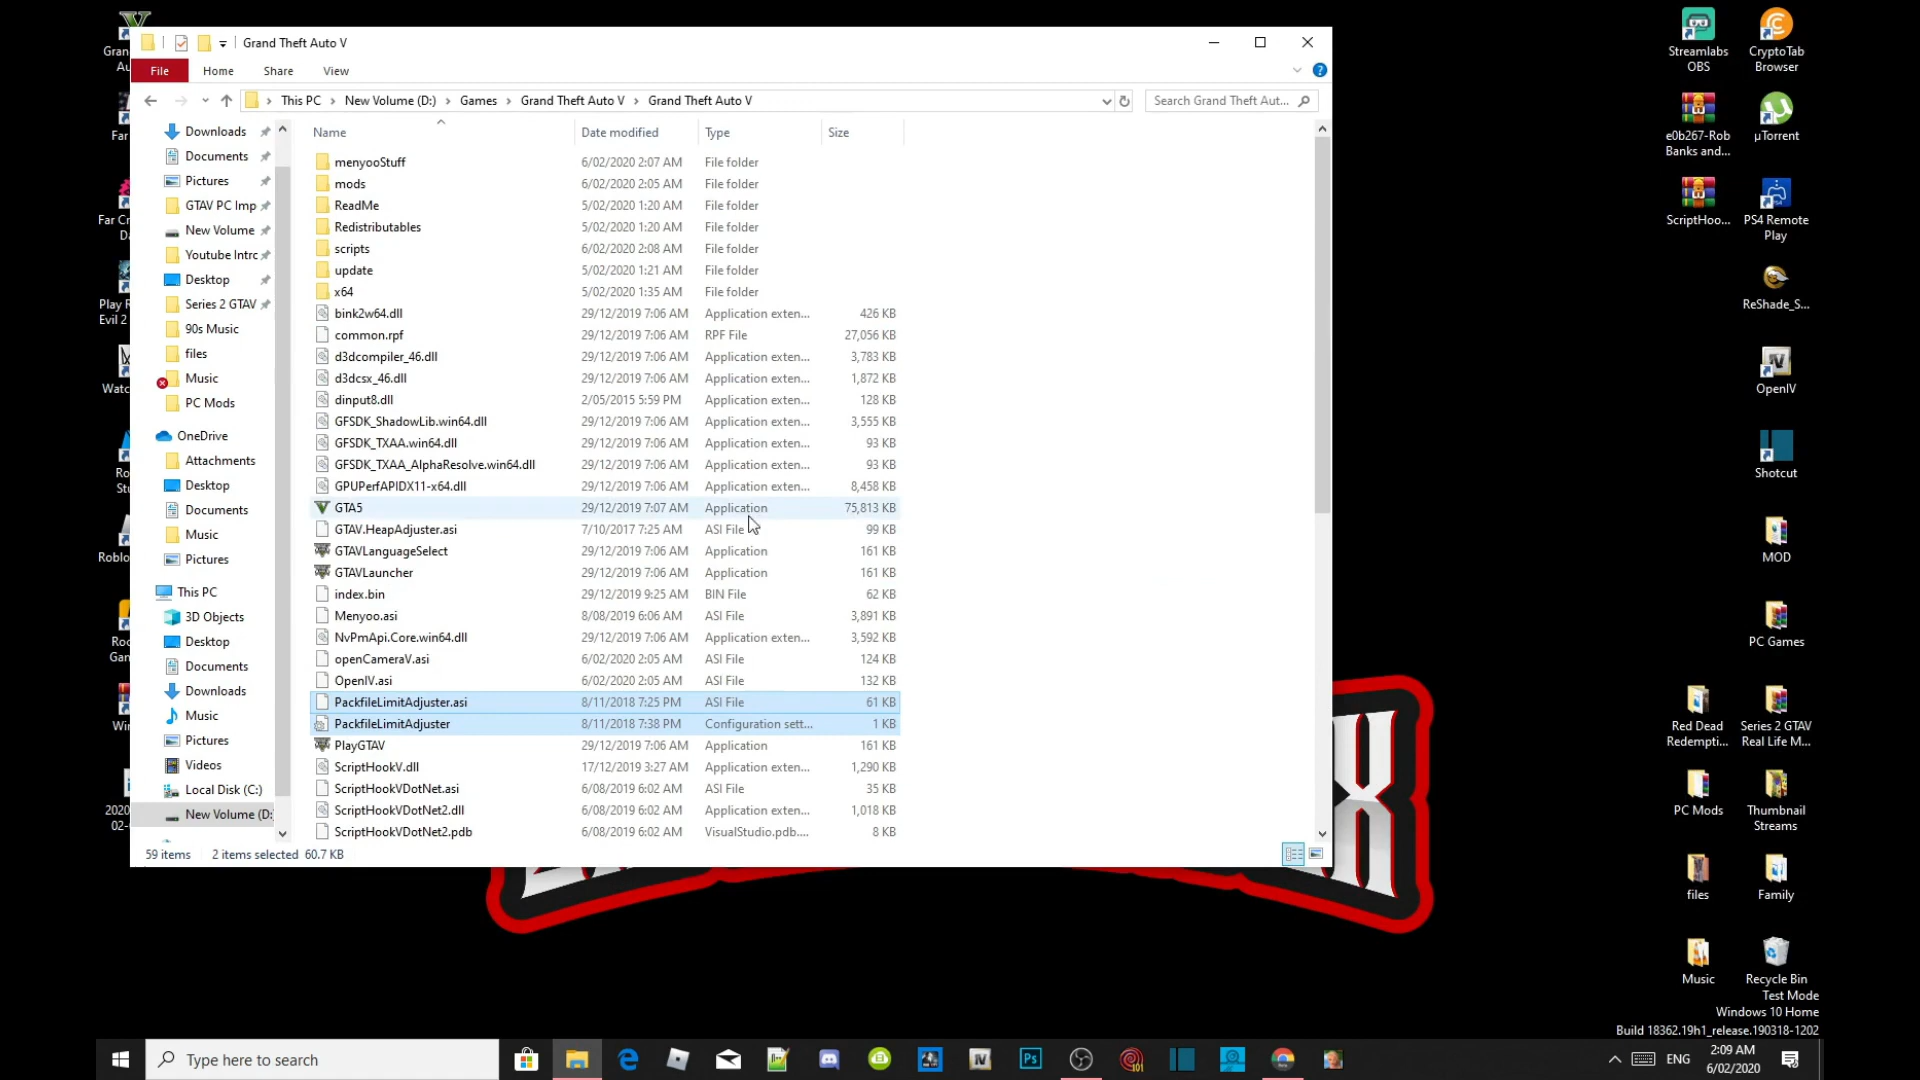 Grand Theft Auto V
File
Home
Share
View
This PC
New Volume (D:)
Games
Grand Theft Auto V
Grand Theft Auto V
Search Grand Theft Aut...
Downloads
Documents
Pictures
GTAV PC Imp
New Volume
Youtube Intrc
Desktop
Series 2 GTAV
90s Music
files
Music
PC Mods
OneDrive
Attachments
Desktop
Documents
Music
Pictures
This PC
3D Objects
Desktop
Documents
Downloads
Music
Pictures
Videos
Local Disk (C:)
New Volume (D:
Name Date modified Type Size
menyooStuff 6/02/2020 2:07 AM File folder
mods 6/02/2020 2:05 AM File folder
ReadMe 5/02/2020 1:20 AM File folder
Redistributables 5/02/2020 1:20 AM File folder
scripts 6/02/2020 2:08 AM File folder
update 5/02/2020 1:21 AM File folder
x64 5/02/2020 1:35 AM File folder
bink2w64.dll 29/12/2019 7:06 AM Application exten... 426 KB
common.rpf 29/12/2019 7:06 AM RPF File 27,056 KB
d3dcompiler_46.dll 29/12/2019 7:06 AM Application exten... 3,783 KB
d3dcsx_46.dll 29/12/2019 7:06 AM Application exten... 1,872 KB
dinput8.dll 2/05/2015 5:59 PM Application exten... 128 KB
GFSDK_ShadowLib.win64.dll 29/12/2019 7:06 AM Application exten... 3,555 KB
GFSDK_TXAA.win64.dll 29/12/2019 7:06 AM Application exten... 93 KB
GFSDK_TXAA_AlphaResolve.win64.dll 29/12/2019 7:06 AM Application exten... 93 KB
GPUPerfAPIDX11-x64.dll 29/12/2019 7:06 AM Application exten... 8,458 KB
GTA5 29/12/2019 7:07 AM Application 75,813 KB
GTAV.HeapAdjuster.asi 7/10/2017 7:25 AM ASI File 99 KB
GTAVLanguageSelect 29/12/2019 7:06 AM Application 161 KB
GTAVLauncher 29/12/2019 7:06 AM Application 161 KB
index.bin 29/12/2019 9:25 AM BIN File 62 KB
Menyoo.asi 8/08/2019 6:06 AM ASI File 3,891 KB
NvPmApi.Core.win64.dll 29/12/2019 7:06 AM Application exten... 3,592 KB
openCameraV.asi 6/02/2020 2:05 AM ASI File 124 KB
OpenIV.asi 6/02/2020 2:05 AM ASI File 132 KB
PackfileLimitAdjuster.asi 8/11/2018 7:25 PM ASI File 61 KB
PackfileLimitAdjuster 8/11/2018 7:38 PM Configuration sett... 1 KB
PlayGTAV 29/12/2019 7:06 AM Application 161 KB
ScriptHookV.dll 17/12/2019 3:27 AM Application exten... 1,290 KB
ScriptHookVDotNet.asi 6/08/2019 6:02 AM ASI File 35 KB
ScriptHookVDotNet2.dll 6/08/2019 6:02 AM Application exten... 1,018 KB
ScriptHookVDotNet2.pdb 6/08/2019 6:02 AM VisualStudio.pdb.... 8 KB
59 items 2 items selected 60.7 KB
Streamlabs
OBS
CryptoTab
Browser
e0b267-Rob
Banks and...
µTorrent
ScriptHoo...
PS4 Remote
Play
ReShade_S...
OpenIV
Shotcut
MOD
PC Games
Red Dead
Redempti...
Series 2 GTAV
Real Life M...
PC Mods
Thumbnail
Streams
files
Family
Music
Recycle Bin
Test Mode
Windows 10 Home
Build 18362.19h1_release.190318-1202
Type here to search
ENG
2:09 AM
6/02/2020